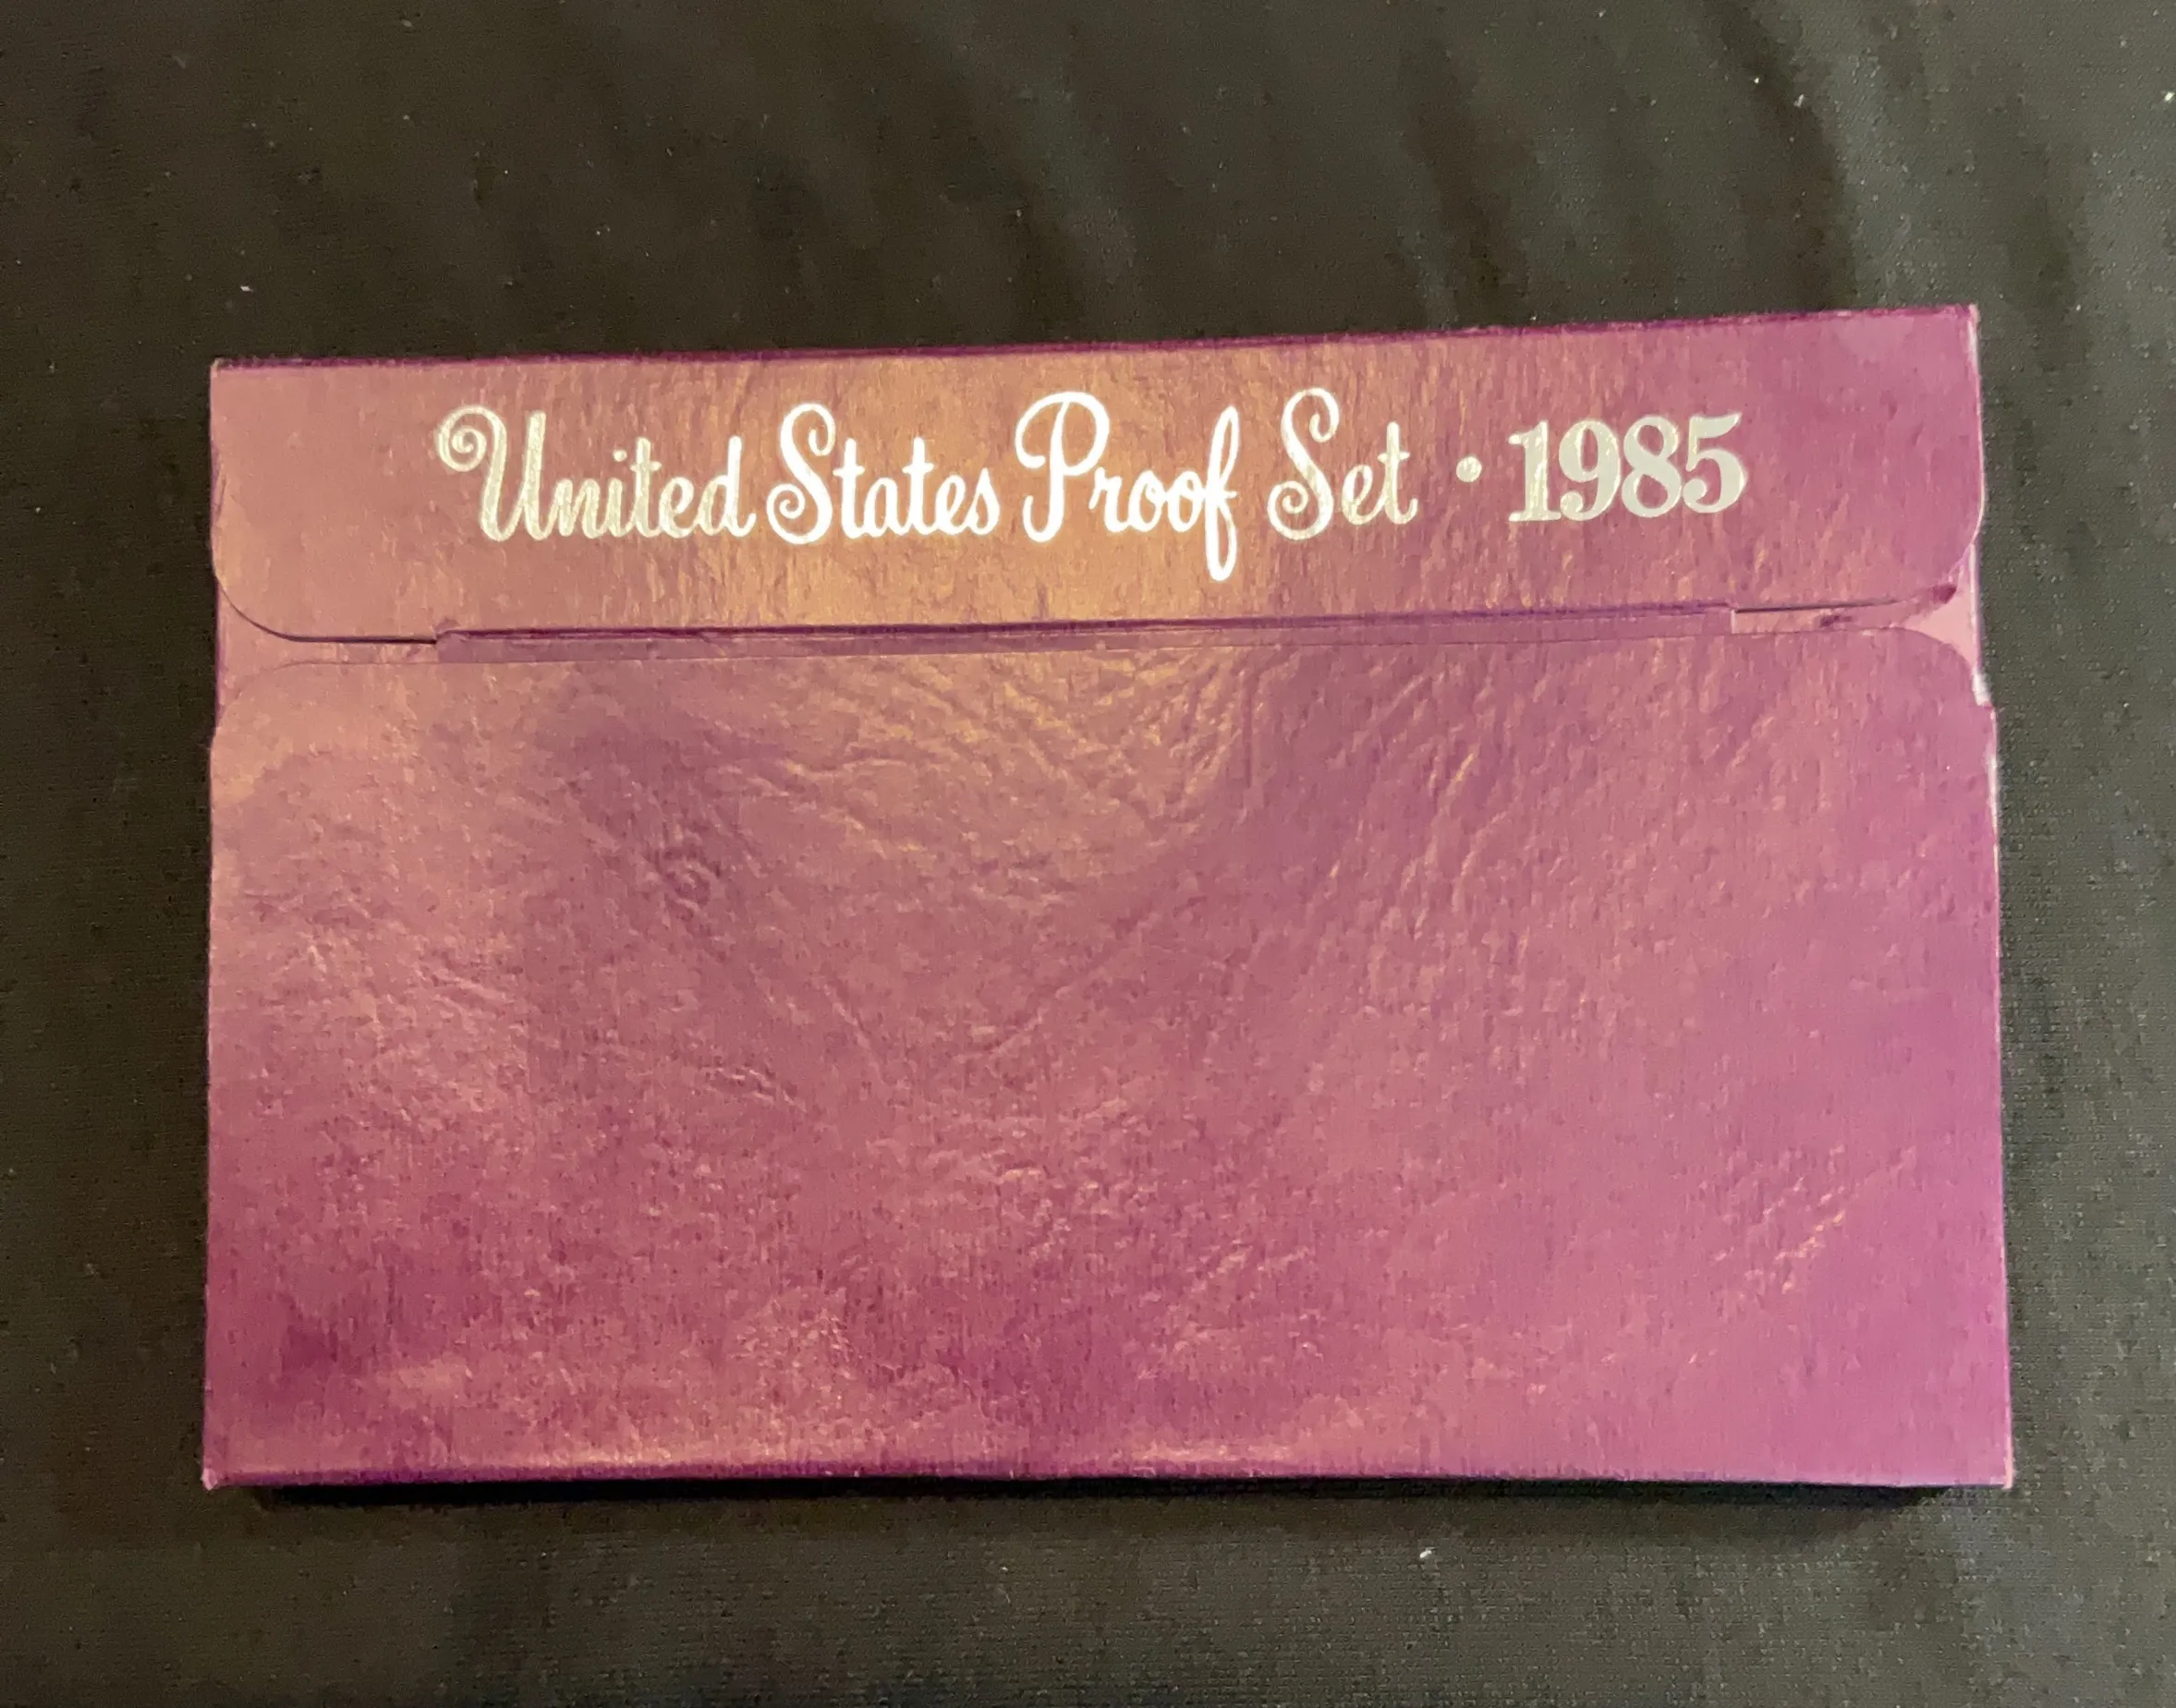 United States Proof Set • 1985